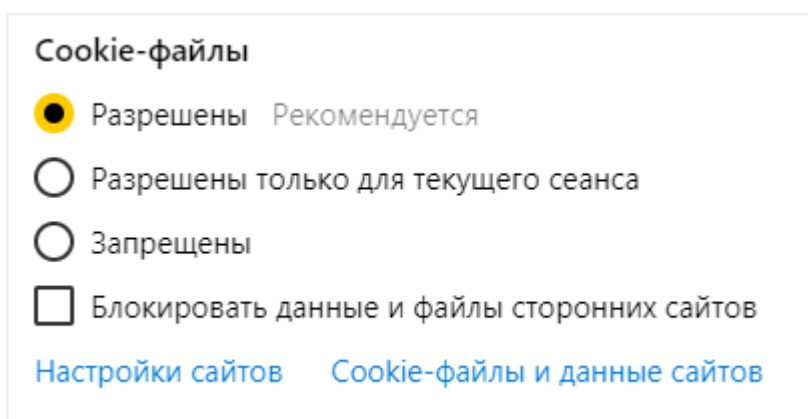 Cookie-файлы
Разрешены Рекомендуется
Разрешены только для текущего сеанса
Запрещены
Блокировать данные и файлы сторонних сайтов
Настройки сайтов Cookie-файлы и данные сайтов